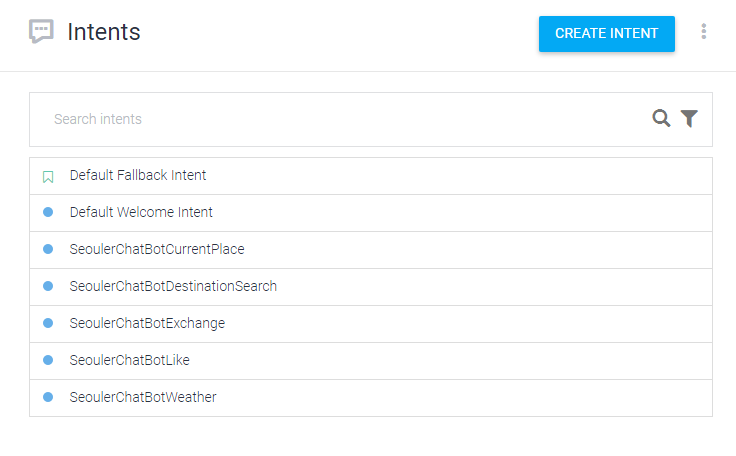 Intents
CREATE INTENT
Search intents
Default Fallback Intent
Default Welcome Intent
SeoulerChatBotCurrentPlace
SeoulerChatBotDestinationSearch
SeoulerChatBotExchange
SeoulerChatBotLike
SeoulerChatBotWeather